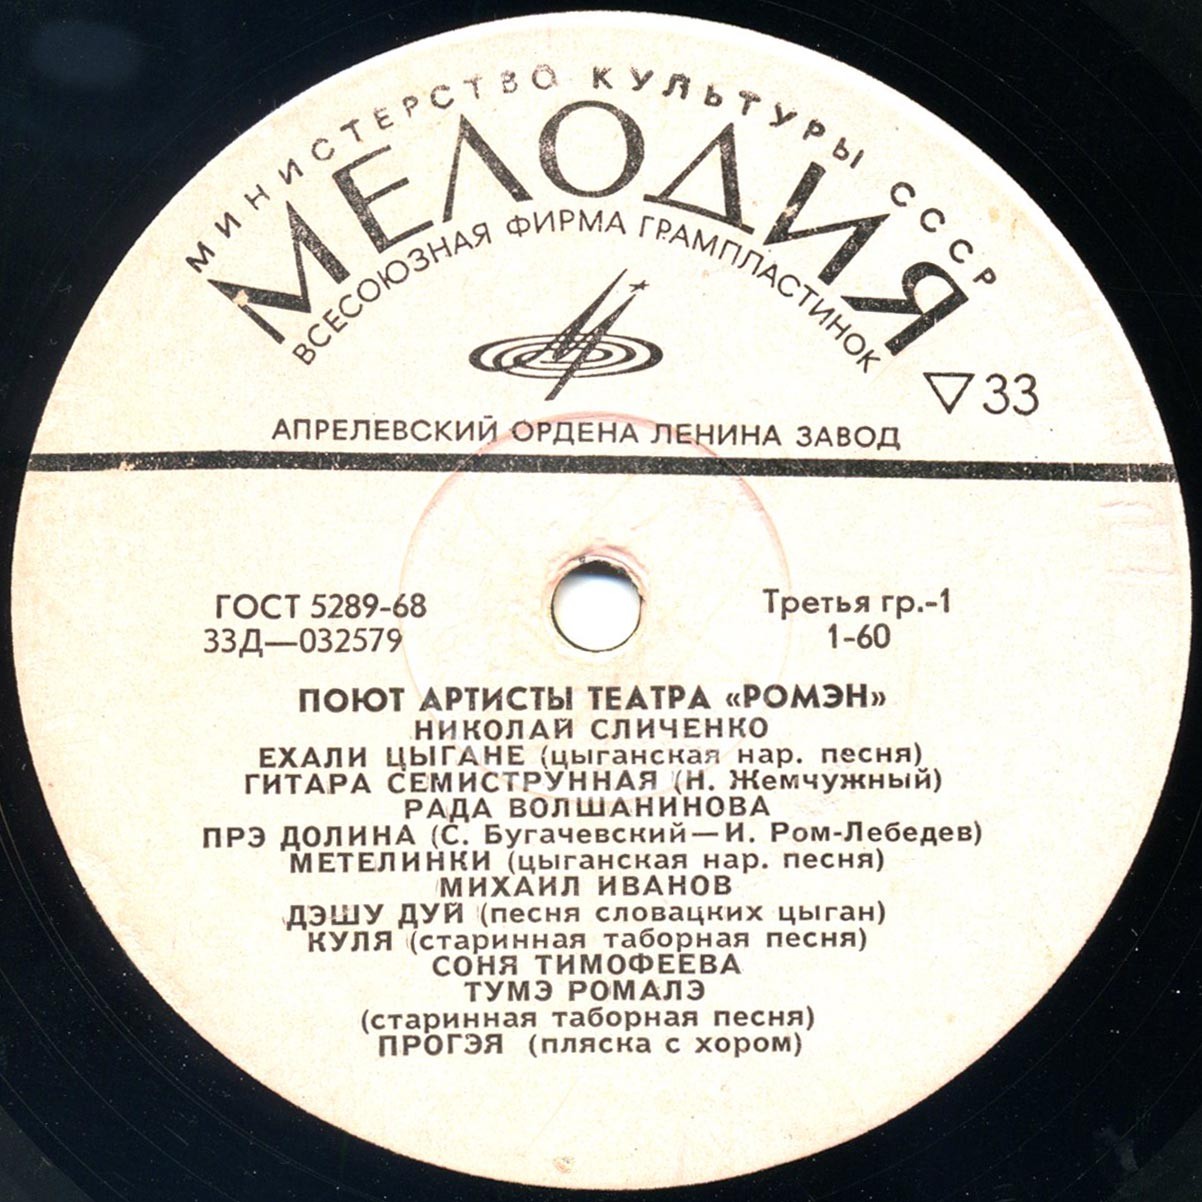 МИНИСТЕРСТВО КУЛЬТУРЫ СССР
МЕЛОДИЯ
ВСЕСОЮЗНАЯ ФИРМА ГРАМПЛАСТИНОК
▽33
АПРЕЛЕВСКИЙ ОРДЕНА ЛЕНИНА ЗАВОД
ГОСТ 5289-68
Третья гр.-1
33Д—032579
1-60
ПОЮТ АРТИСТЫ ТЕАТРА «РОМЭН»
НИКОЛАЙ СЛИЧЕНКО
ЕХАЛИ ЦЫГАНЕ (цыганская нар. песня)
ГИТАРА СЕМИСТРУННАЯ (Н. Жемчужный)
РАДА ВОЛШАНИНОВА
ПРЭ ДОЛИНА (С. Бугачевский—И. Ром-Лебедев)
МЕТЕЛИНКИ (цыганская нар. песня)
МИХАИЛ ИВАНОВ
ДЭШУ ДУЙ (песня словацких цыган)
КУЛЯ (старинная таборная песня)
СОНЯ ТИМОФЕЕВА
ТУМЭ РОМАЛЭ
(старинная таборная песня)
ПРОГЭЯ (пляска с хором)